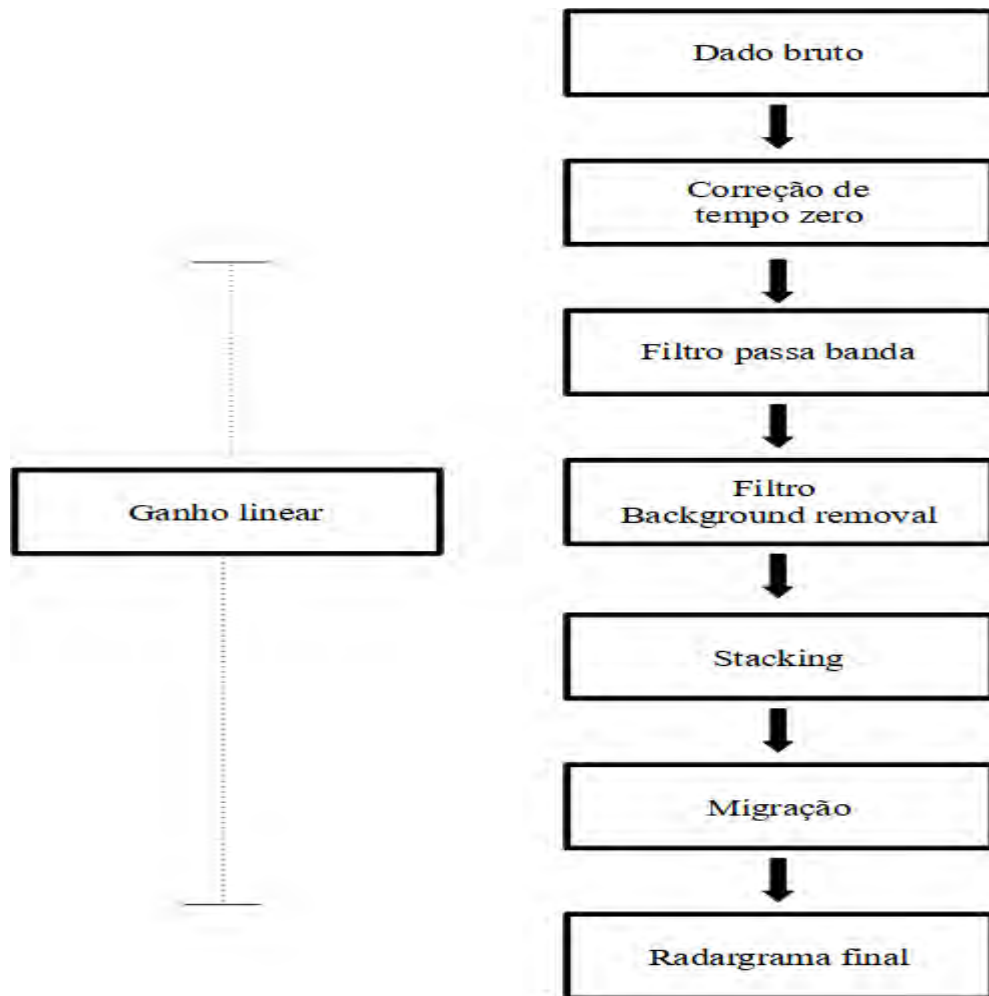 Dado bruto
Correção de
tempo zero
Filtro passa banda
Ganho linear
Filtro
Background removal
Stacking
Migração
Radargrama final